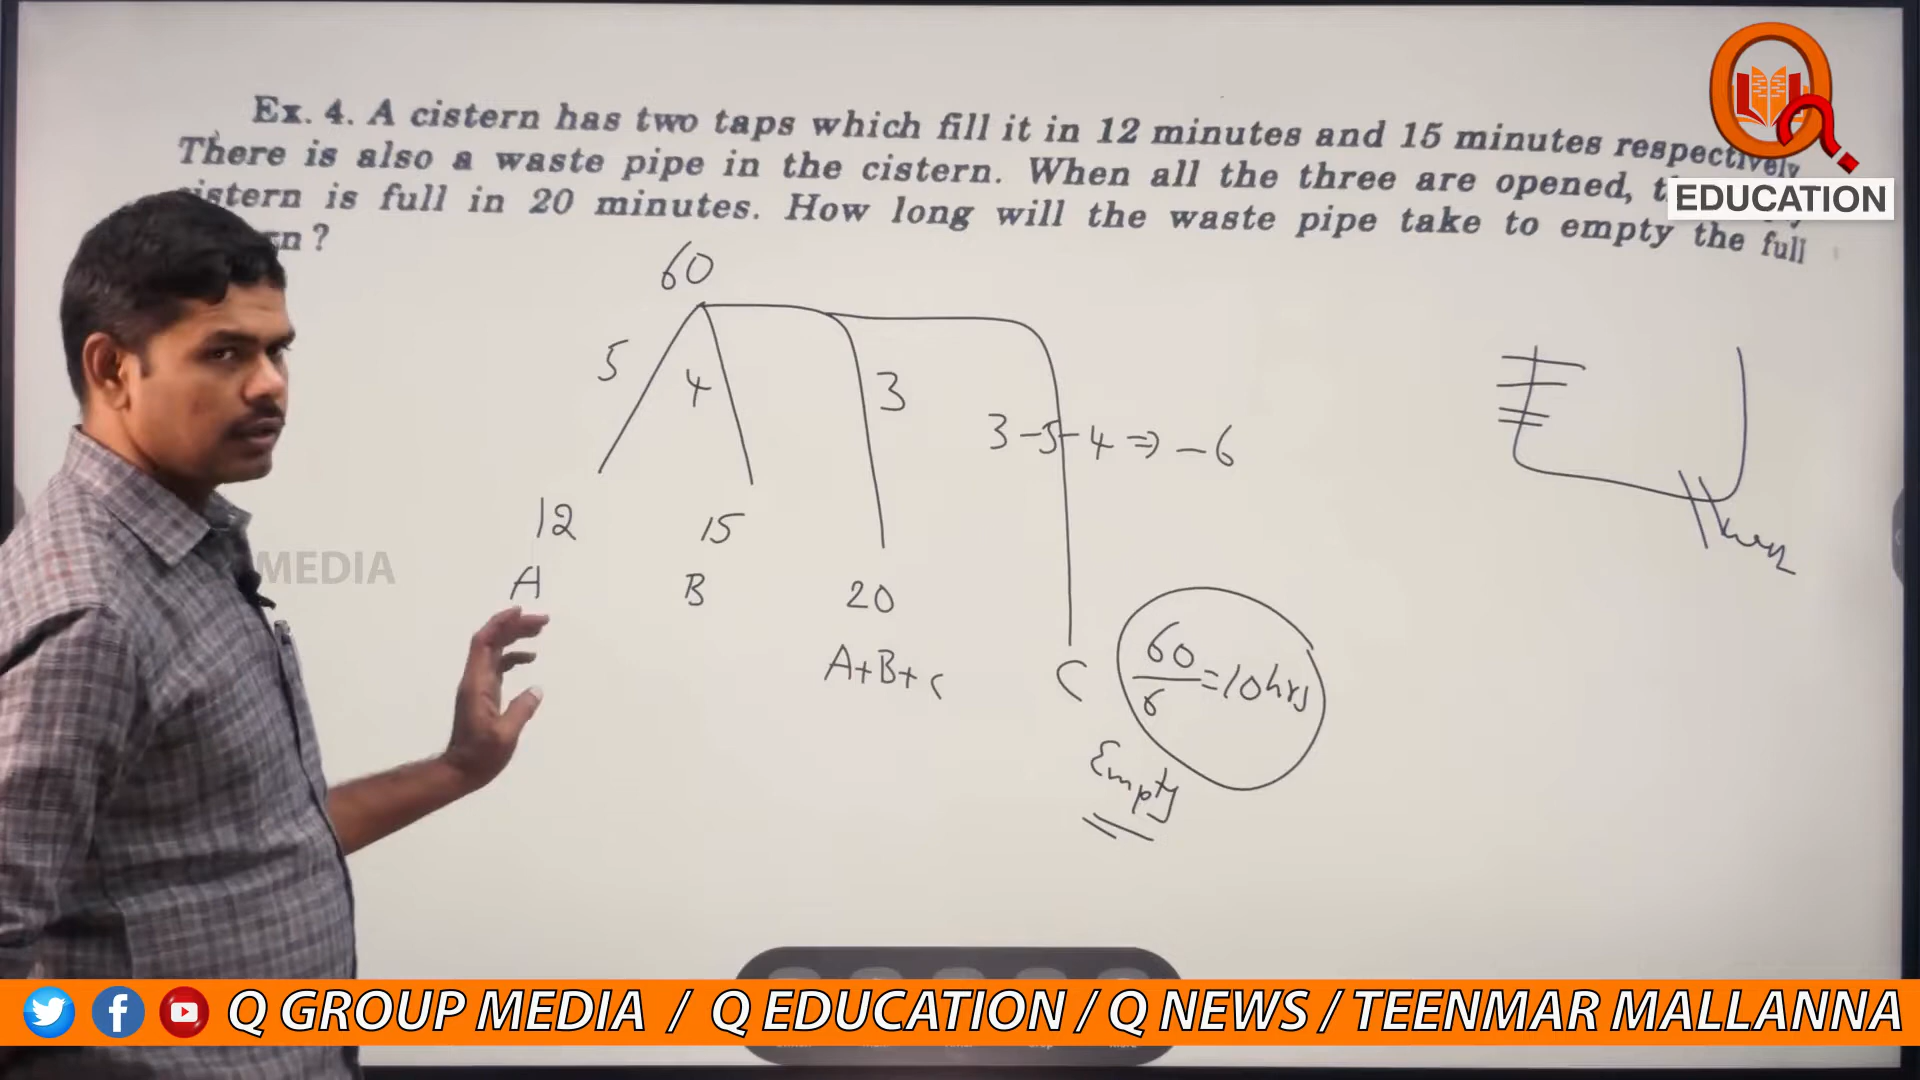 Ex. 4. A cistern has two taps which fill it in 12 minutes and 15 minutes respectively
There is also a waste pipe in the cistern. When all the three are opened,
cistern is full in 20 minutes. How long will the waste pipe take to empty the full
?
EDUCATION
60
5 4 3
3-5-4 ⇒ -6
12 15
A B 20
A+B+C C 60/6 = 10hrs
Empty
MEDIA
Q GROUP MEDIA / Q EDUCATION / Q NEWS / TEENMAR MALLANNA